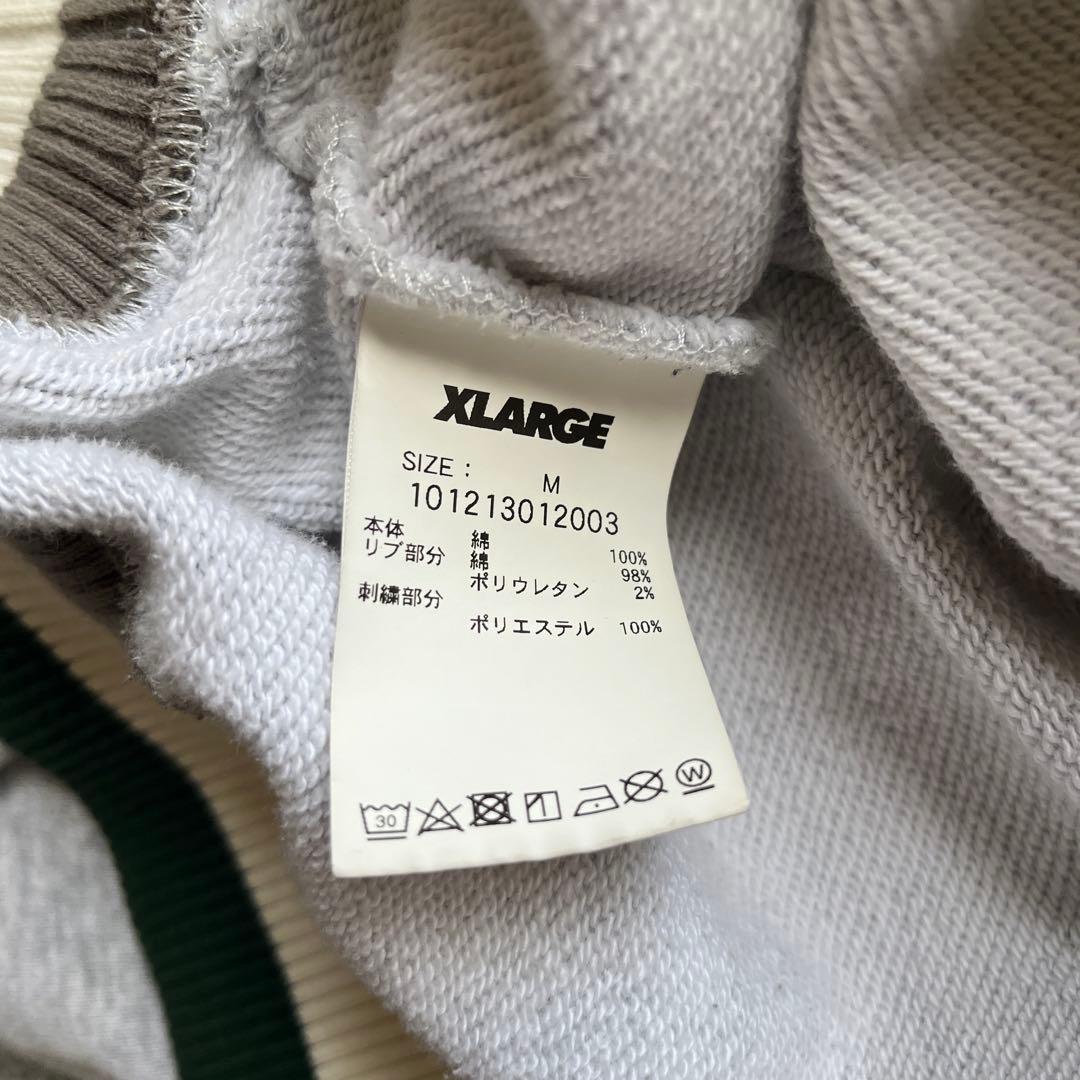 XLARGE
SIZE : M
101213012003
本体 綿 100%
リブ部分 綿 98%
ポリウレタン 2%
刺繍部分
ポリエステル 100%
30
W